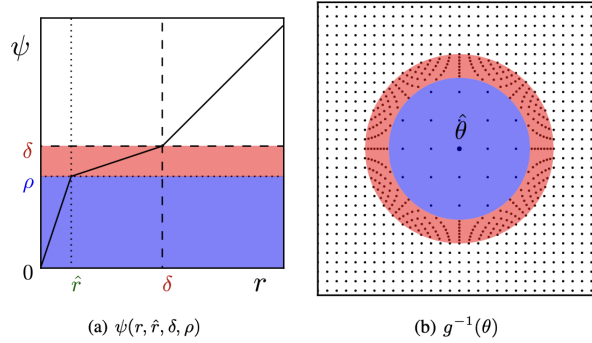 ψ
δ
ρ
0
r̂
δ
r
θ̂
(a) ψ(r, r̂, δ, ρ)
(b) g⁻¹(θ)